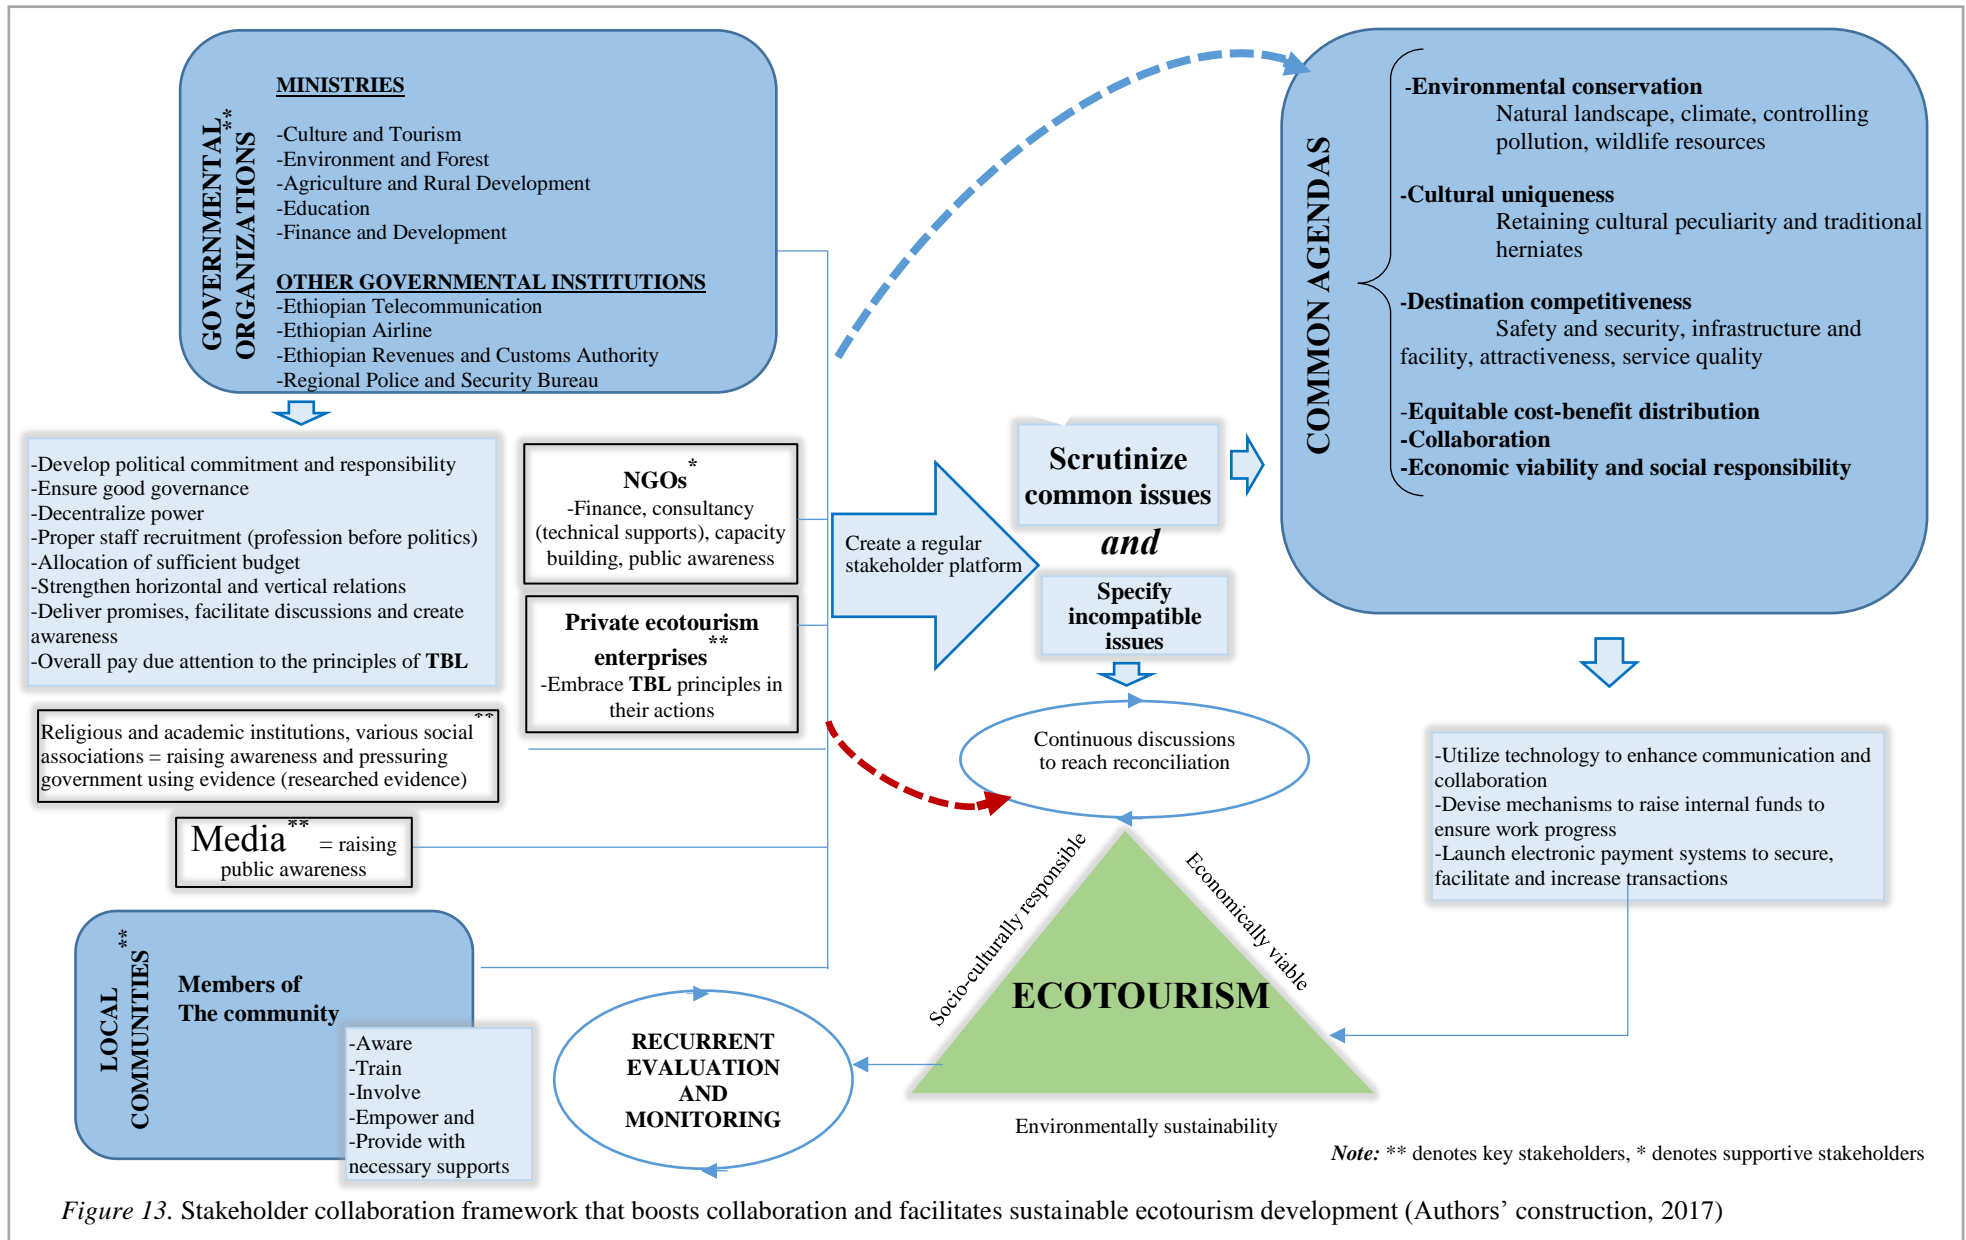 GOVERNMENTAL
ORGANIZATIONS**
MINISTRIES
-Culture and Tourism
-Environment and Forest
-Agriculture and Rural Development
-Education
-Finance and Development
OTHER GOVERNMENTAL INSTITUTIONS
-Ethiopian Telecommunication
-Ethiopian Airline
-Ethiopian Revenues and Customs Authority
-Regional Police and Security Bureau
-Develop political commitment and responsibility
-Ensure good governance
-Decentralize power
-Proper staff recruitment (profession before politics)
-Allocation of sufficient budget
-Strengthen horizontal and vertical relations
-Deliver promises, facilitate discussions and create
awareness
-Overall pay due attention to the principles of TBL
NGOs*
-Finance, consultancy
(technical supports), capacity
building, public awareness
Private ecotourism
enterprises**
-Embrace TBL principles in
their actions
Religious and academic institutions, various social**
associations = raising awareness and pressuring
government using evidence (researched evidence)
Media** = raising
public awareness
LOCAL
COMMUNITIES**
Members of
The community
-Aware
-Train
-Involve
-Empower and
-Provide with
necessary supports
Create a regular
stakeholder platform
Scrutinize
common issues
and
Specify
incompatible
issues
Continuous discussions
to reach reconciliation
COMMON AGENDAS
-Environmental conservation
Natural landscape, climate, controlling
pollution, wildlife resources
-Cultural uniqueness
Retaining cultural peculiarity and traditional
herniates
-Destination competitiveness
Safety and security, infrastructure and
facility, attractiveness, service quality
-Equitable cost-benefit distribution
-Collaboration
-Economic viability and social responsibility
-Utilize technology to enhance communication and
collaboration
-Devise mechanisms to raise internal funds to
ensure work progress
-Launch electronic payment systems to secure,
facilitate and increase transactions
Socio-culturally responsible
Economically viable
ECOTOURISM
Environmentally sustainability
RECURRENT
EVALUATION
AND
MONITORING
Note: ** denotes key stakeholders, * denotes supportive stakeholders
Figure 13. Stakeholder collaboration framework that boosts collaboration and facilitates sustainable ecotourism development (Authors’ construction, 2017)